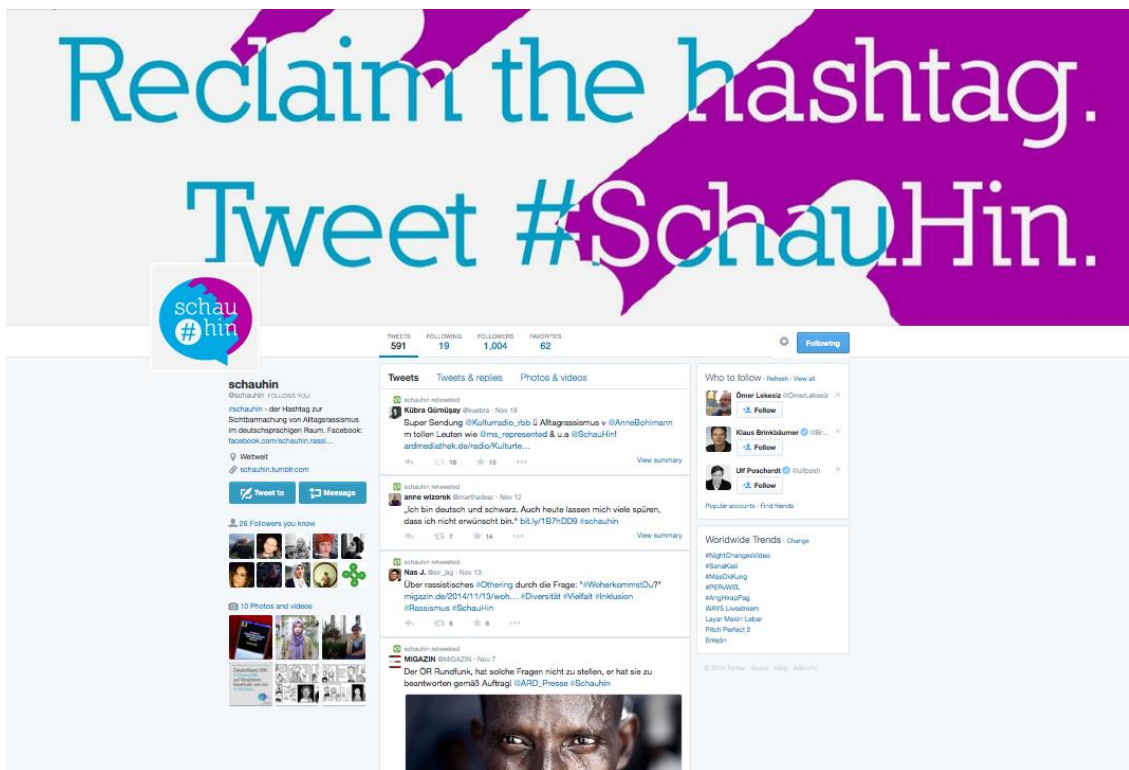 Reclaim the hashtag.
Tweet #SchauHin.
schau
# hin
TWEETS
591
FOLLOWING
19
FOLLOWERS
1,004
FAVORITES
62
Following
schauhin
@schauhin FOLLOWS YOU
#schauhin - der Hashtag zur
Sichtbarmachung von Alltagsrassismus
im deutschsprachigen Raum. Facebook:
facebook.com/schauhin.rassi...
Weltweit
schauhin.tumblr.com
Tweet to
Message
26 Followers you know
10 Photos and videos
Tweets
Tweets & replies
Photos & videos
schauhin retweeted
Kübra Gümüşay @kuebra · Nov 18
Super Sendung @Kulturradio_rbb ü Alltagrassismus v @AnneBohlmann
m tollen Leuten wie @ms_represented & u.a @SchauHin!
ardmediathek.de/radio/Kulturte...
16
15
View summary
schauhin retweeted
anne wizorek @marthadear · Nov 12
„Ich bin deutsch und schwarz. Auch heute lassen mich viele spüren,
dass ich nicht erwünscht bin.“ bit.ly/1B7hDD9 #schauhin
7
14
View summary
schauhin retweeted
Nas J. @sir_jag · Nov 13
Über rassistisches #Othering durch die Frage: "#WoherkommstDu?"
migazin.de/2014/11/13/woh... #Diversität #Vielfalt #Inklusion
#Rassismus #SchauHin
8
6
schauhin retweeted
MiGAZIN @MiGAZIN · Nov 7
Der ÖR Rundfunk, hat solche Fragen nicht zu stellen, er hat sie zu
beantworten gemäß Auftrag! @ARD_Presse #Schauhin
Who to follow · Refresh · View all
Ömer Lekesiz @OmerLekesiz
Follow
Klaus Brinkbäumer @Br...
Follow
Ulf Poschardt @ulfposh
Follow
Popular accounts · Find friends
Worldwide Trends · Change
#NightChangesVideo
#SanaKasi
#MasOkKung
#PERvWEL
#AngHirapPag
WAYS Livestream
Layar Maxin Lebar
Pitch Perfect 2
Emsjön
© 2014 Twitter About Help Ads info